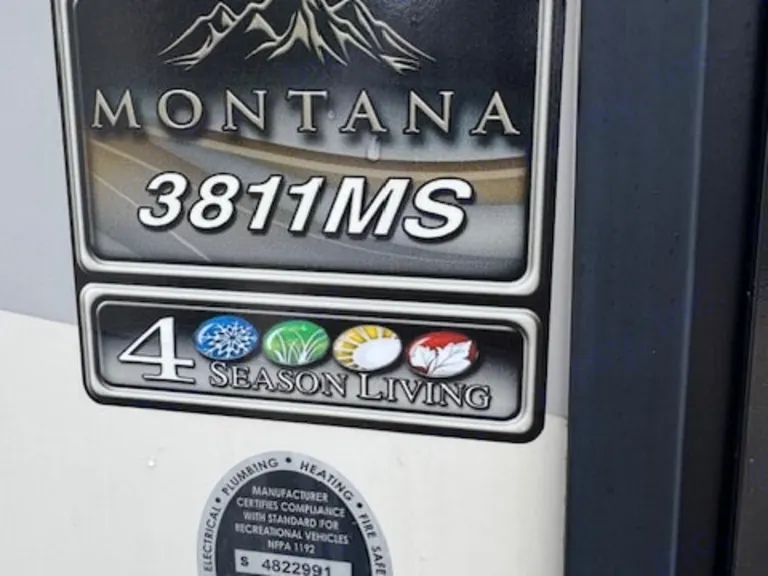 MONTANA
3811MS
4
SEASON LIVING
ELECTRICAL • PLUMBING • HEATING • FIRE SAFE
MANUFACTURER
CERTIFIES COMPLIANCE
WITH STANDARD FOR
RECREATIONAL VEHICLES
NFPA 1192
S 4822991